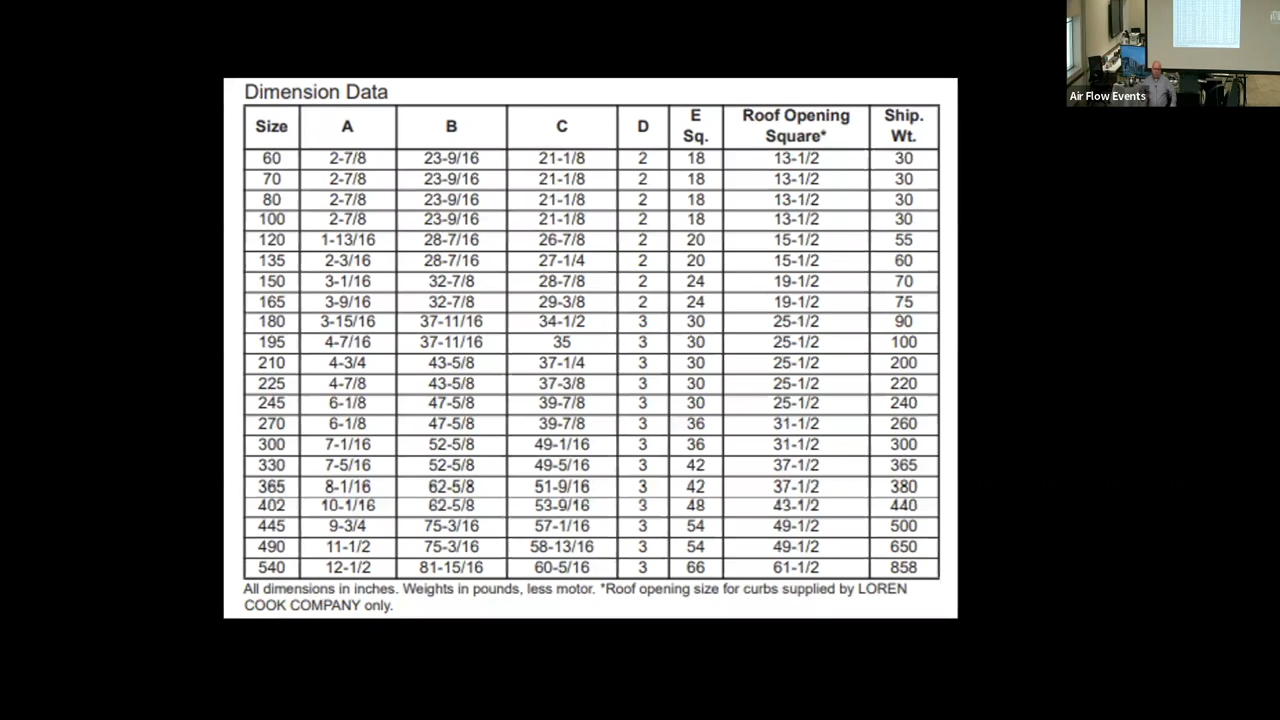 Dimension Data
Size A B C D E Sq. Roof Opening Square* Ship. Wt.
60 2-7/8 23-9/16 21-1/8 2 18 13-1/2 30
70 2-7/8 23-9/16 21-1/8 2 18 13-1/2 30
80 2-7/8 23-9/16 21-1/8 2 18 13-1/2 30
100 2-7/8 23-9/16 21-1/8 2 18 13-1/2 30
120 1-13/16 28-7/16 26-7/8 2 20 15-1/2 55
135 2-3/16 28-7/16 27-1/4 2 20 15-1/2 60
150 3-1/16 32-7/8 28-7/8 2 24 19-1/2 70
165 3-9/16 32-7/8 29-3/8 2 24 19-1/2 75
180 3-15/16 37-11/16 34-1/2 3 30 25-1/2 90
195 4-7/16 37-11/16 35 3 30 25-1/2 100
210 4-3/4 43-5/8 37-1/4 3 30 25-1/2 200
225 4-7/8 43-5/8 37-3/8 3 30 25-1/2 220
245 6-1/8 47-5/8 39-7/8 3 30 25-1/2 240
270 6-1/8 47-5/8 39-7/8 3 36 31-1/2 260
300 7-1/16 52-5/8 49-1/16 3 36 31-1/2 300
330 7-5/16 52-5/8 49-5/16 3 42 37-1/2 365
365 8-1/16 62-5/8 51-9/16 3 42 37-1/2 380
402 10-1/16 62-5/8 53-9/16 3 48 43-1/2 440
445 9-3/4 75-3/16 57-1/16 3 54 49-1/2 500
490 11-1/2 75-3/16 58-13/16 3 54 49-1/2 650
540 12-1/2 81-15/16 60-5/16 3 66 61-1/2 858
All dimensions in inches. Weights in pounds, less motor. *Roof opening size for curbs supplied by LOREN
COOK COMPANY only.
Air Flow Events